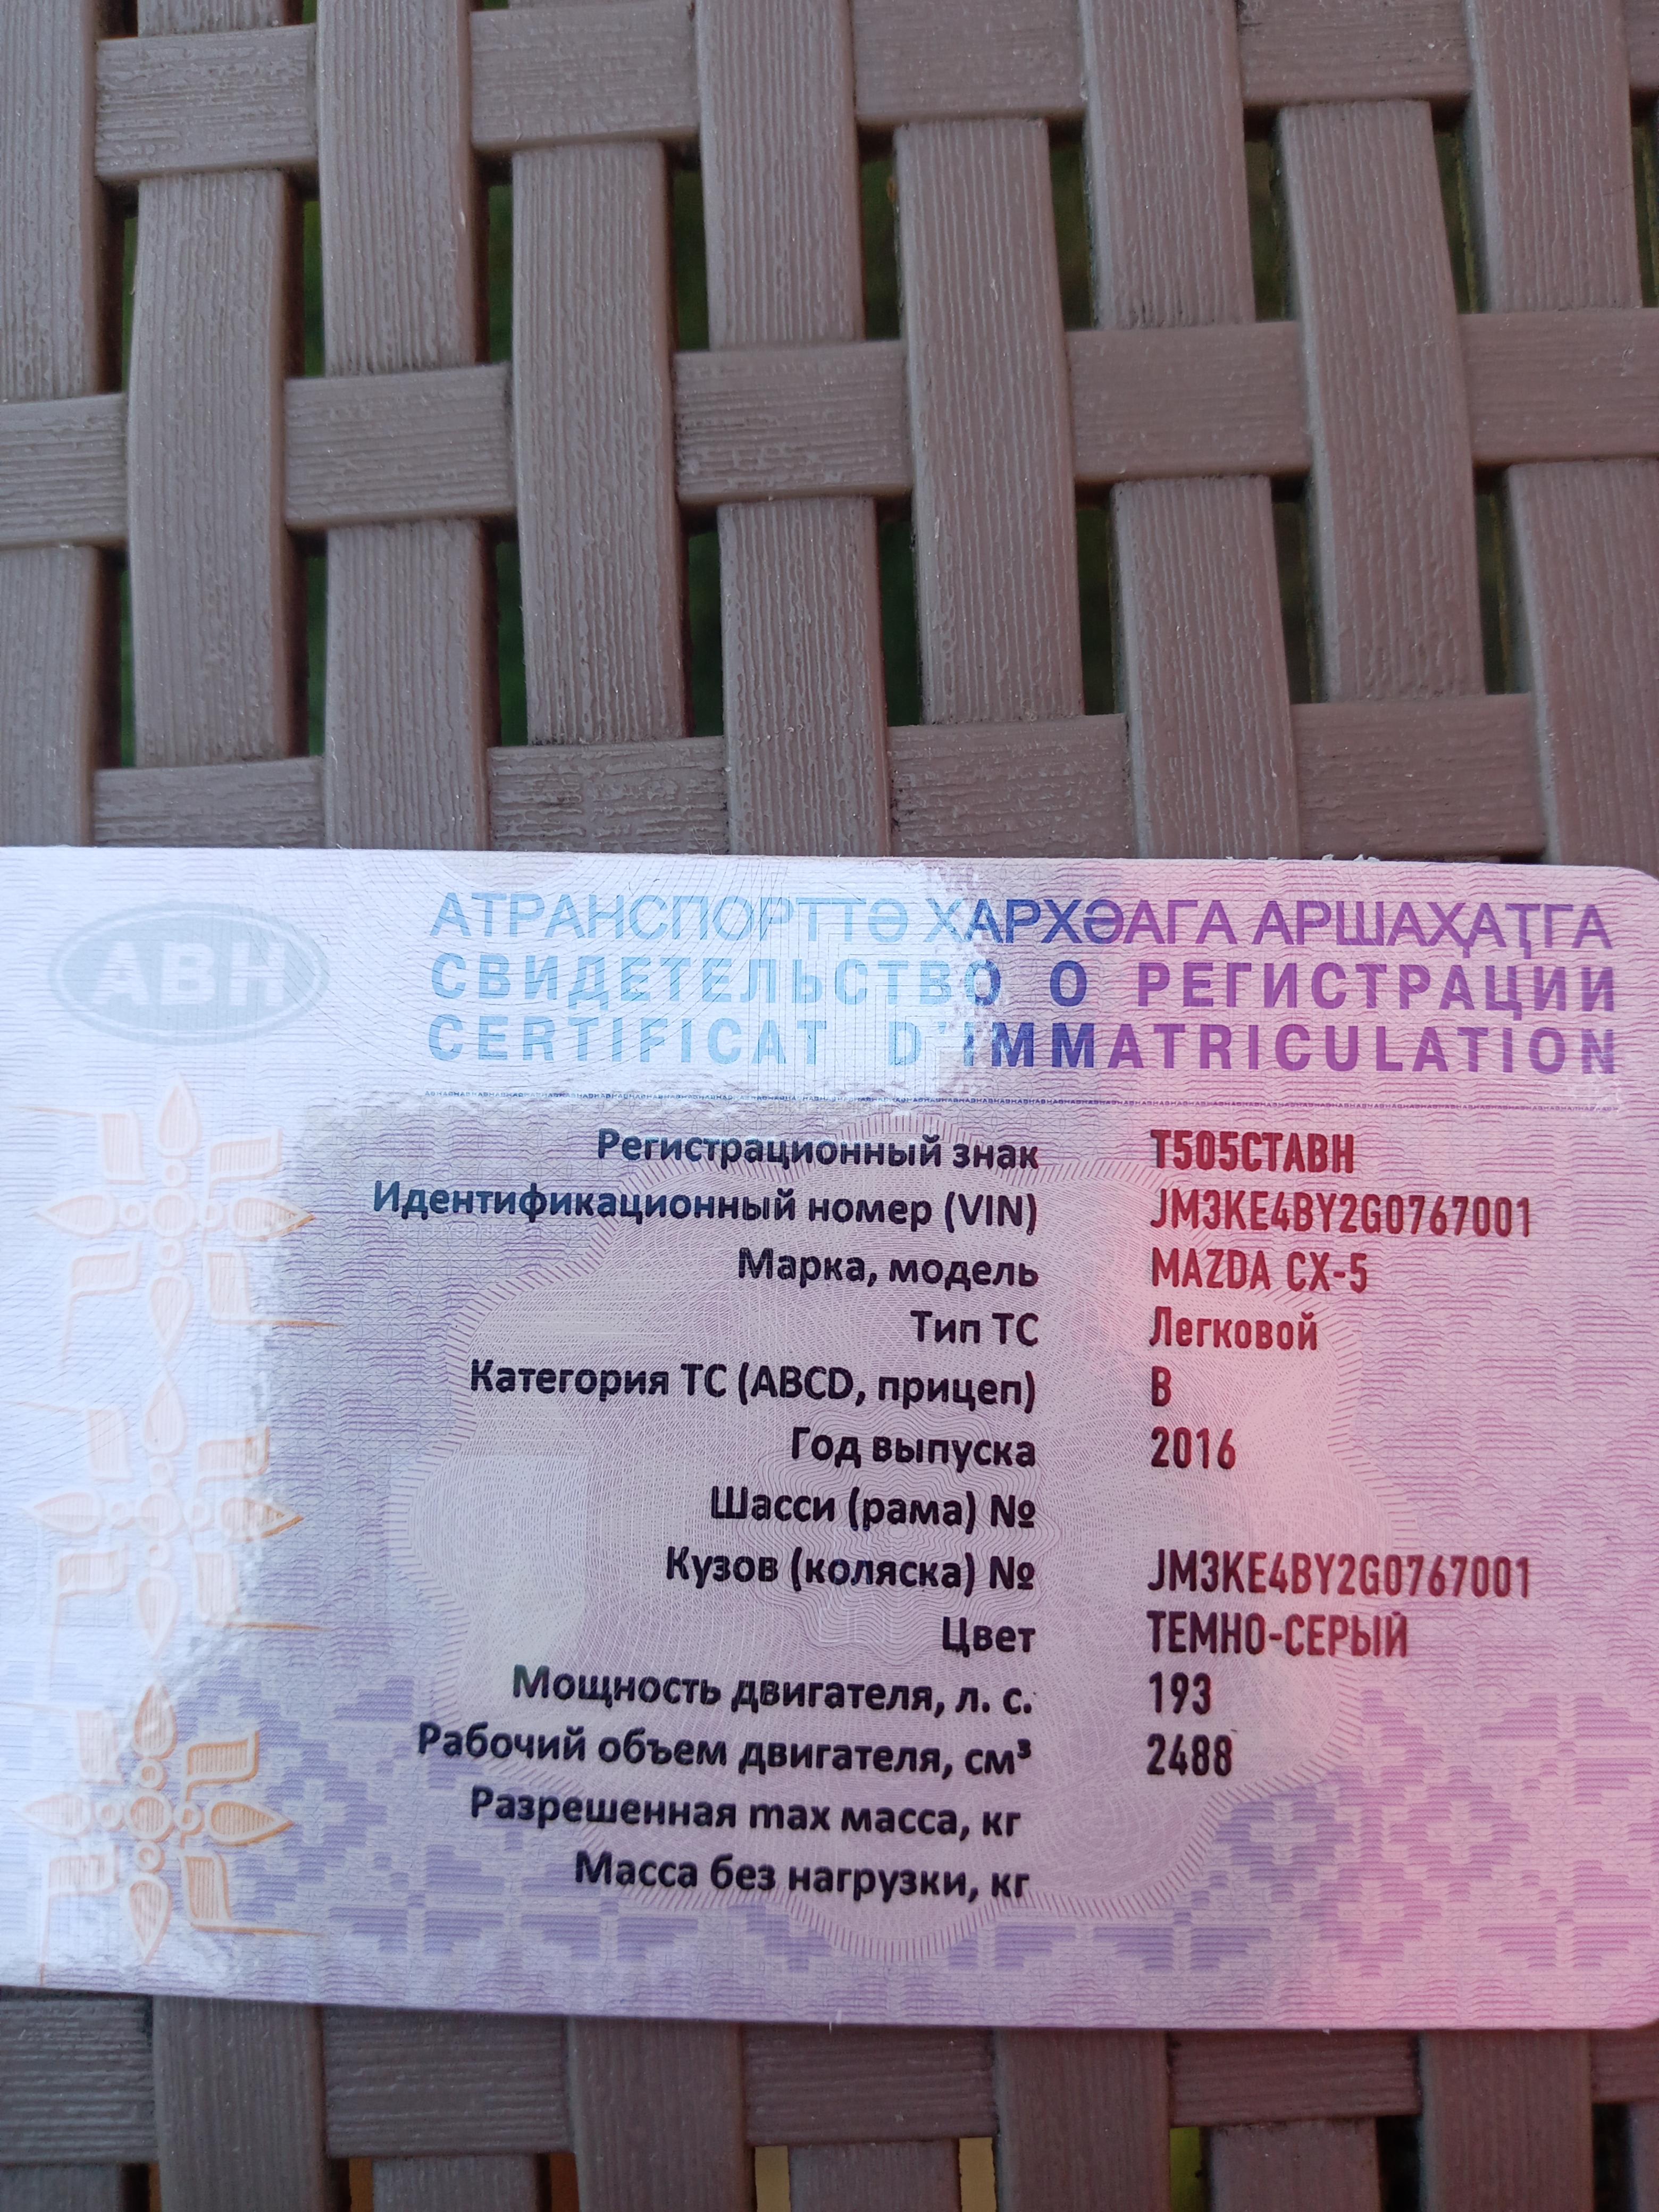 АВН
АТРАНСПОРТТӘ ХАРХӘАГА АРШАҲАҬГА
СВИДЕТЕЛЬСТВО О РЕГИСТРАЦИИ
CERTIFICAT D'IMMATRICULATION
Регистрационный знак Т505СТАВН
Идентификационный номер (VIN) JM3KE4BY2G0767001
Марка, модель MAZDA CX-5
Тип ТС Легковой
Категория ТС (ABCD, прицеп) B
Год выпуска 2016
Шасси (рама) №
Кузов (коляска) № JM3KE4BY2G0767001
Цвет ТЕМНО-СЕРЫЙ
Мощность двигателя, л. с. 193
Рабочий объем двигателя, см³ 2488
Разрешенная max масса, кг
Масса без нагрузки, кг